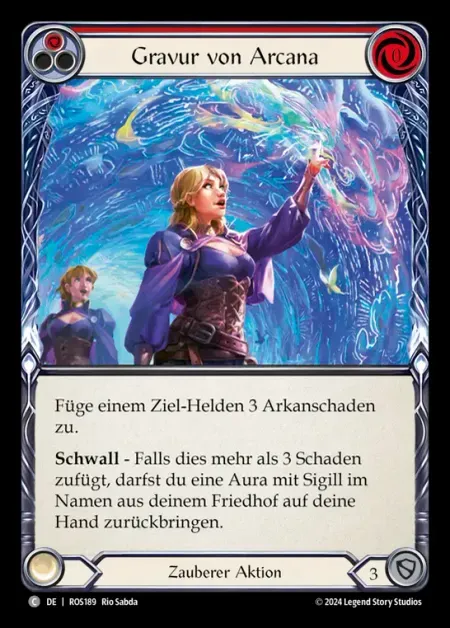 Gravur von Arcana
0
Füge einem Ziel-Helden 3 Arkanschaden
zu.
Schwall - Falls dies mehr als 3 Schaden
zufügt, darfst du eine Aura mit Sigill im
Namen aus deinem Friedhof auf deine
Hand zurückbringen.
Zauberer Aktion
3
C DE | ROS189 Rio Sabda
© 2024 Legend Story Studios